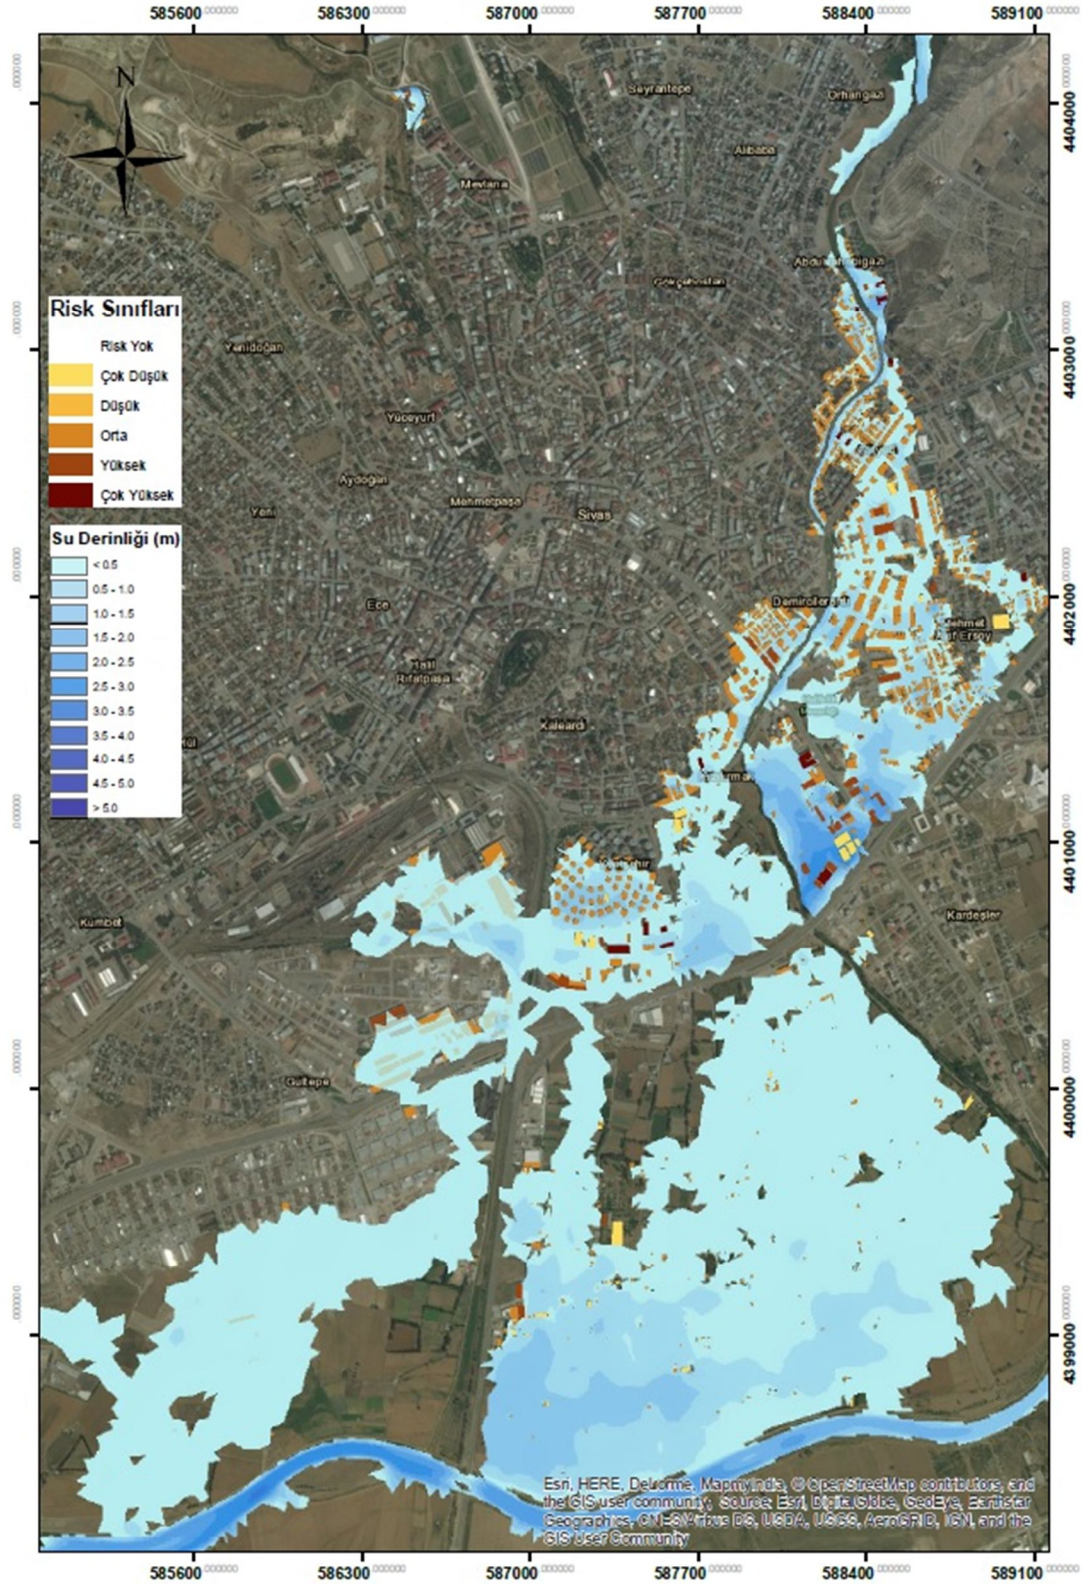 585600 586300 587000 587700 588400 589100
N
Seyrantepe
Orhangazi
4404000
Alibaba
Mevlana
Gökçebostan
Risk Sınıfları
Risk Yok
Çok Düşük
Düşük
Orta
Yüksek
Çok Yüksek
4403000
Yenidoğan
Yüceyurt
Aydoğan
Mehmetpaşa
Sivas
Yeni
Su Derinliği (m)
< 0.5
0.5 - 1.0
1.0 - 1.5
1.5 - 2.0
2.0 - 2.5
2.5 - 3.0
3.0 - 3.5
3.5 - 4.0
4.0 - 4.5
4.5 - 5.0
> 5.0
Ece
4402000
Mehmet
Akif Ersoy
Halil
Rıfatpaşa
Kaleardı
4401000
Kümbet
Kardeşler
Gültepe
4400000
4399000
Esri, HERE, DeLorme, MapmyIndia, © OpenStreetMap contributors, and
the GIS user community, Source: Esri, DigitalGlobe, GeoEye, Earthstar
Geographics, CNES/Airbus DS, USDA, USGS, AeroGRID, IGN, and the
GIS User Community
585600 586300 587000 587700 588400 589100